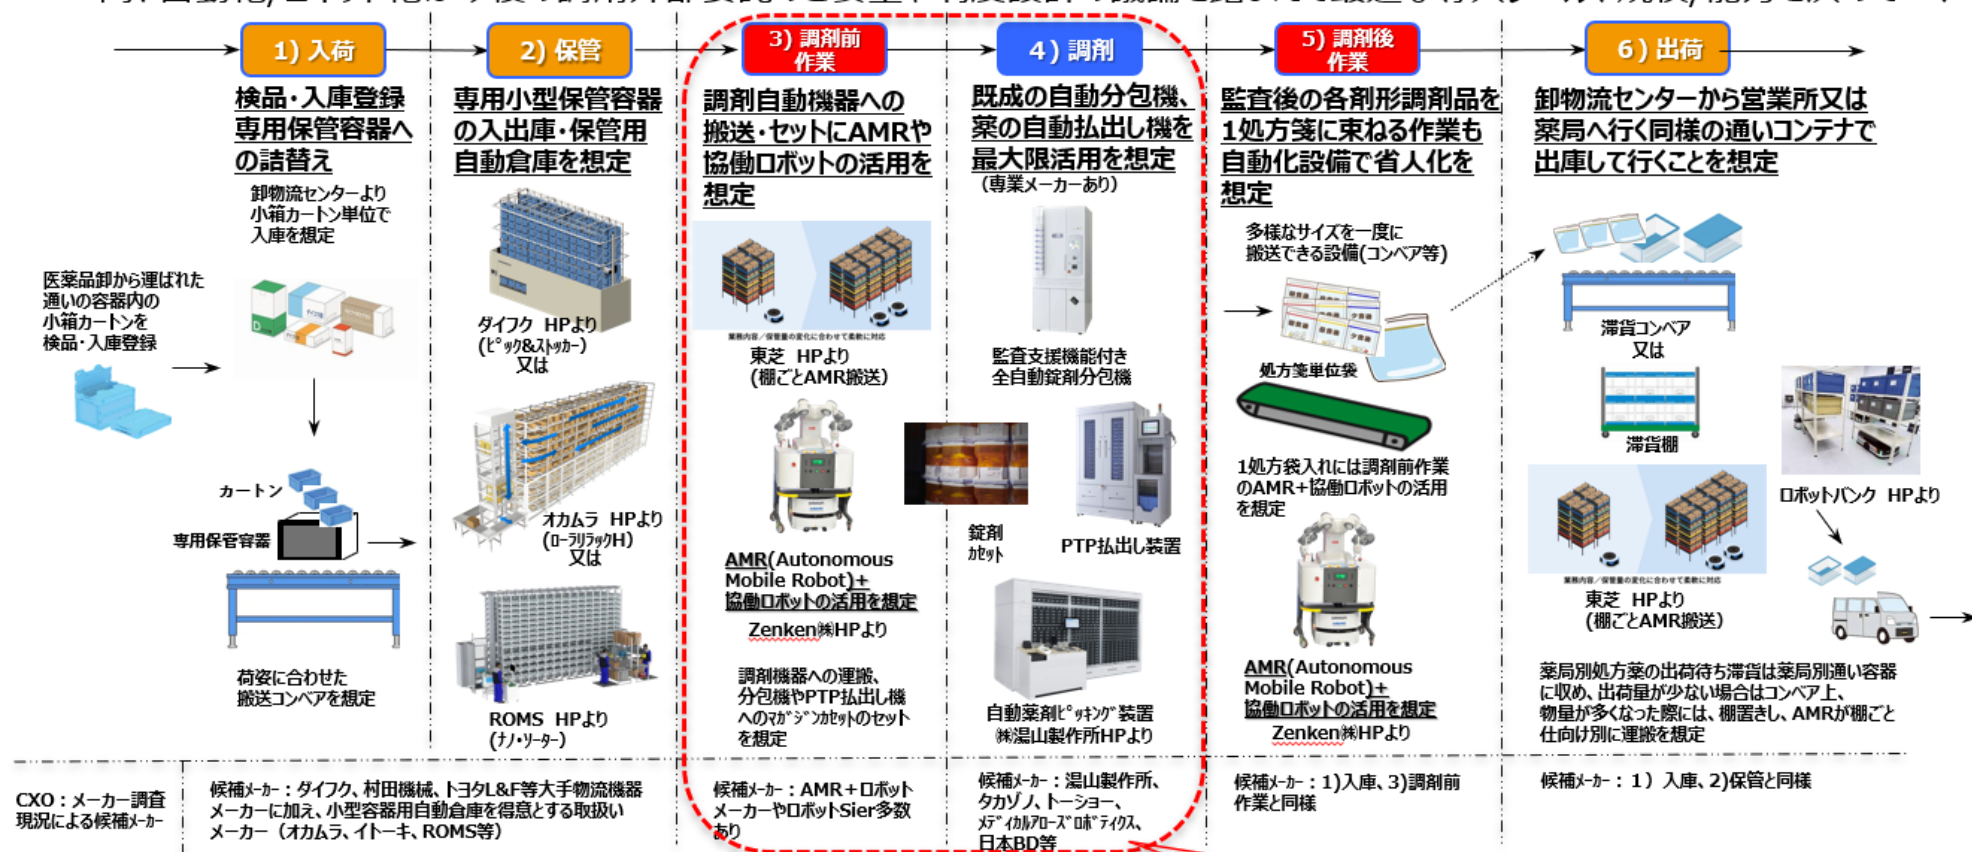 1）入荷
2）保管
3）調剤前
作業
4）調剤
5）調剤後
作業
6）出荷
検品・入庫登録
専用保管容器へ
の詰替え
卸物流センターより
小箱カートン単位で
入庫を想定
医薬品卸から運ばれた
通いの容器内の
小箱カートンを
検品・入庫登録
カートン
専用保管容器
荷姿に合わせた
搬送コンベアを想定
専用小型保管容器
の入出庫・保管用
自動倉庫を想定
ダイフク HPより
(ﾋﾟｯｸ&ｽﾄｯｶｰ)
又は
オカムラ HPより
(ﾛｰﾗﾘﾗｯｸH)
又は
ROMS HPより
(ﾅﾉ・ｿｰﾀｰ)
調剤自動機器への
搬送・セットにAMRや
協働ロボットの活用を
想定
業務内容／保管量の変化に合わせて柔軟に対応
東芝 HPより
(棚ごとAMR搬送)
AMR(Autonomous
Mobile Robot)+
協働ロボットの活用を想定
Zenken㈱HPより
調剤機器への運搬、
分包機やPTP払出し機
へのﾏｶﾞｼﾞﾝｶｾｯﾄのセット
を想定
既成の自動分包機、
薬の自動払出し機を
最大限活用を想定
（専業メーカーあり）
監査支援機能付き
全自動錠剤分包機
錠剤
ｶｾｯﾄ
PTP払出し装置
自動薬剤ﾋﾟｯｷﾝｸﾞ装置
㈱湯山製作所HPより
監査後の各剤形調剤品を
1処方箋に束ねる作業も
自動化設備で省人化を
想定
多様なサイズを一度に
搬送できる設備(コンベア等)
処方箋単位袋
1処方袋入れには調剤前作業
のAMR+協働ロボットの活用
を想定
AMR(Autonomous
Mobile Robot)+
協働ロボットの活用を想定
Zenken㈱HPより
卸物流センターから営業所又は
薬局へ行く同様の通いコンテナで
出庫して行くことを想定
滞貨コンベア
又は
滞貨棚
ロボットバンク HPより
業務内容／保管量の変化に合わせて柔軟に対応
東芝 HPより
(棚ごとAMR搬送)
薬局別処方薬の出荷待ち滞貨は薬局別通い容器
に収め、出荷量が少ない場合はコンベア上、
物量が多くなった際には、棚置きし、AMRが棚ごと
仕向け別に運搬を想定
CXO：メーカー調査
現況による候補ﾒｰｶｰ
候補ﾒｰｶｰ：ダイフク、村田機械、トヨタL&F等大手物流機器
メーカーに加え、小型容器用自動倉庫を得意とする取扱い
メーカー（オカムラ、イトーキ、ROMS等）
候補ﾒｰｶｰ：AMR＋ロボット
メーカーやロボットSier多数
あり
候補ﾒｰｶｰ：湯山製作所、
タカゾノ、トーショー、
ﾒﾃﾞｨｶﾙｱﾛｰｽﾞﾛﾎﾞﾃｨｸｽ、
日本BD等
候補ﾒｰｶｰ：1)入庫、3)調剤前
作業と同様
候補ﾒｰｶｰ：1）入庫、2)保管と同様